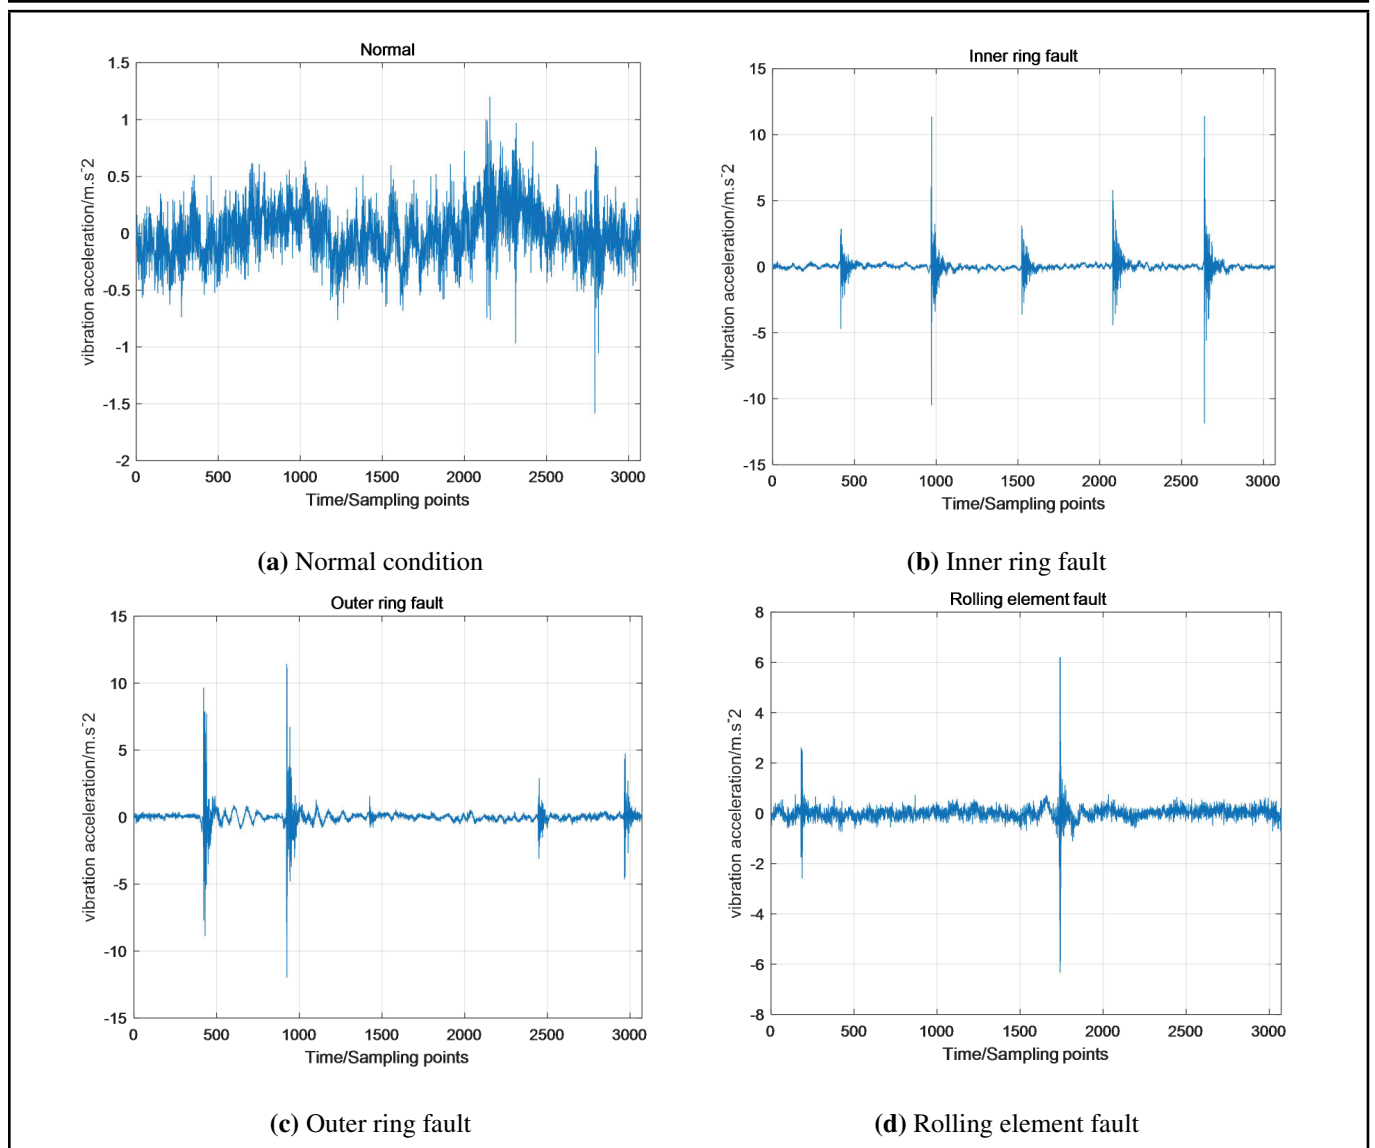 Normal
1.5
1
0.5
0
-0.5
-1
-1.5
-2
vibration acceleration/m.s-2
0 500 1000 1500 2000 2500 3000
Time/Sampling points
(a) Normal condition
Inner ring fault
15
10
5
0
-5
-10
-15
vibration acceleration/m.s-2
0 500 1000 1500 2000 2500 3000
Time/Sampling points
(b) Inner ring fault
Outer ring fault
15
10
5
0
-5
-10
-15
vibration acceleration/m.s-2
0 500 1000 1500 2000 2500 3000
Time/Sampling points
(c) Outer ring fault
Rolling element fault
8
6
4
2
0
-2
-4
-6
-8
vibration acceleration/m.s-2
0 500 1000 1500 2000 2500 3000
Time/Sampling points
(d) Rolling element fault